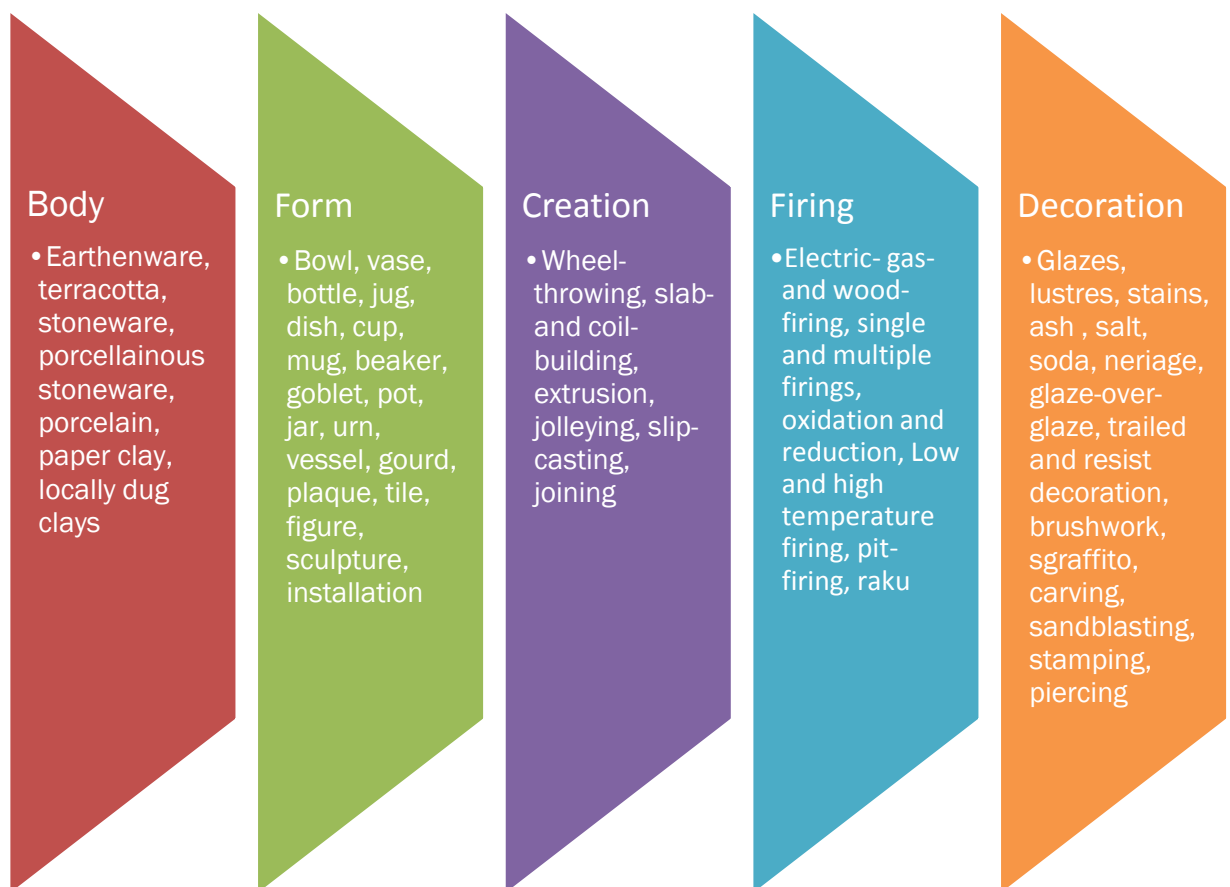 Body
•Earthenware,
terracotta,
stoneware,
porcellainous
stoneware,
porcelain,
paper clay,
locally dug
clays
Form
•Bowl, vase,
bottle, jug,
dish, cup,
mug, beaker,
goblet, pot,
jar, urn,
vessel, gourd,
plaque, tile,
figure,
sculpture,
installation
Creation
•Wheel-
throwing, slab-
and coil-
building,
extrusion,
jolleying, slip-
casting,
joining
Firing
•Electric- gas-
and wood-
firing, single
and multiple
firings,
oxidation and
reduction, Low
and high
temperature
firing, pit-
firing, raku
Decoration
•Glazes,
lustres, stains,
ash , salt,
soda, neriage,
glaze-over-
glaze, trailed
and resist
decoration,
brushwork,
sgraffito,
carving,
sandblasting,
stamping,
piercing